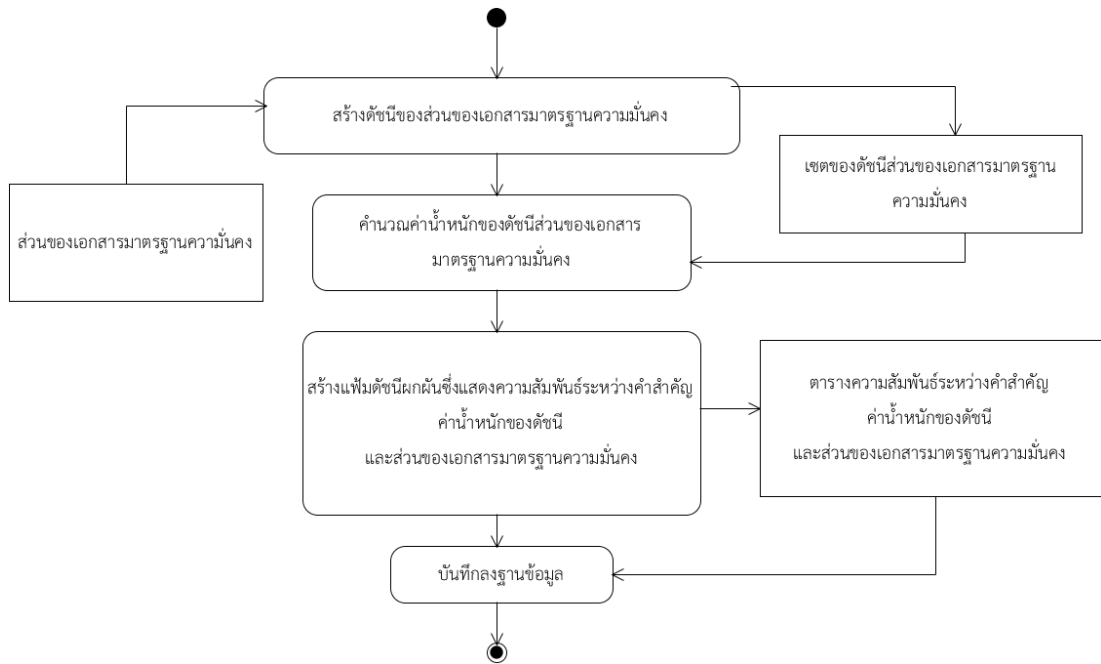 สร้างดัชนีของส่วนของเอกสารมาตรฐานความมั่นคง
เซตของดัชนีส่วนของเอกสารมาตรฐาน
ความมั่นคง
ส่วนของเอกสารมาตรฐานความั่นคง
คำนวณค่าน้ำหนักของดัชนีส่วนของเอกสาร
มาตรฐานความมั่นคง
สร้างแฟ้มดัชนีผกผันซึ่งแสดงความสัมพันธ์ระหว่างคำสำคัญ
ค่าน้ำหนักของดัชนี
และส่วนของเอกสารมาตรฐานความมั่นคง
ตารางความสัมพันธ์ระหว่างคำสำคัญ
ค่าน้ำหนักของดัชนี
และส่วนของเอกสารมาตรฐานความมั่นคง
บันทึกลงฐานข้อมูล